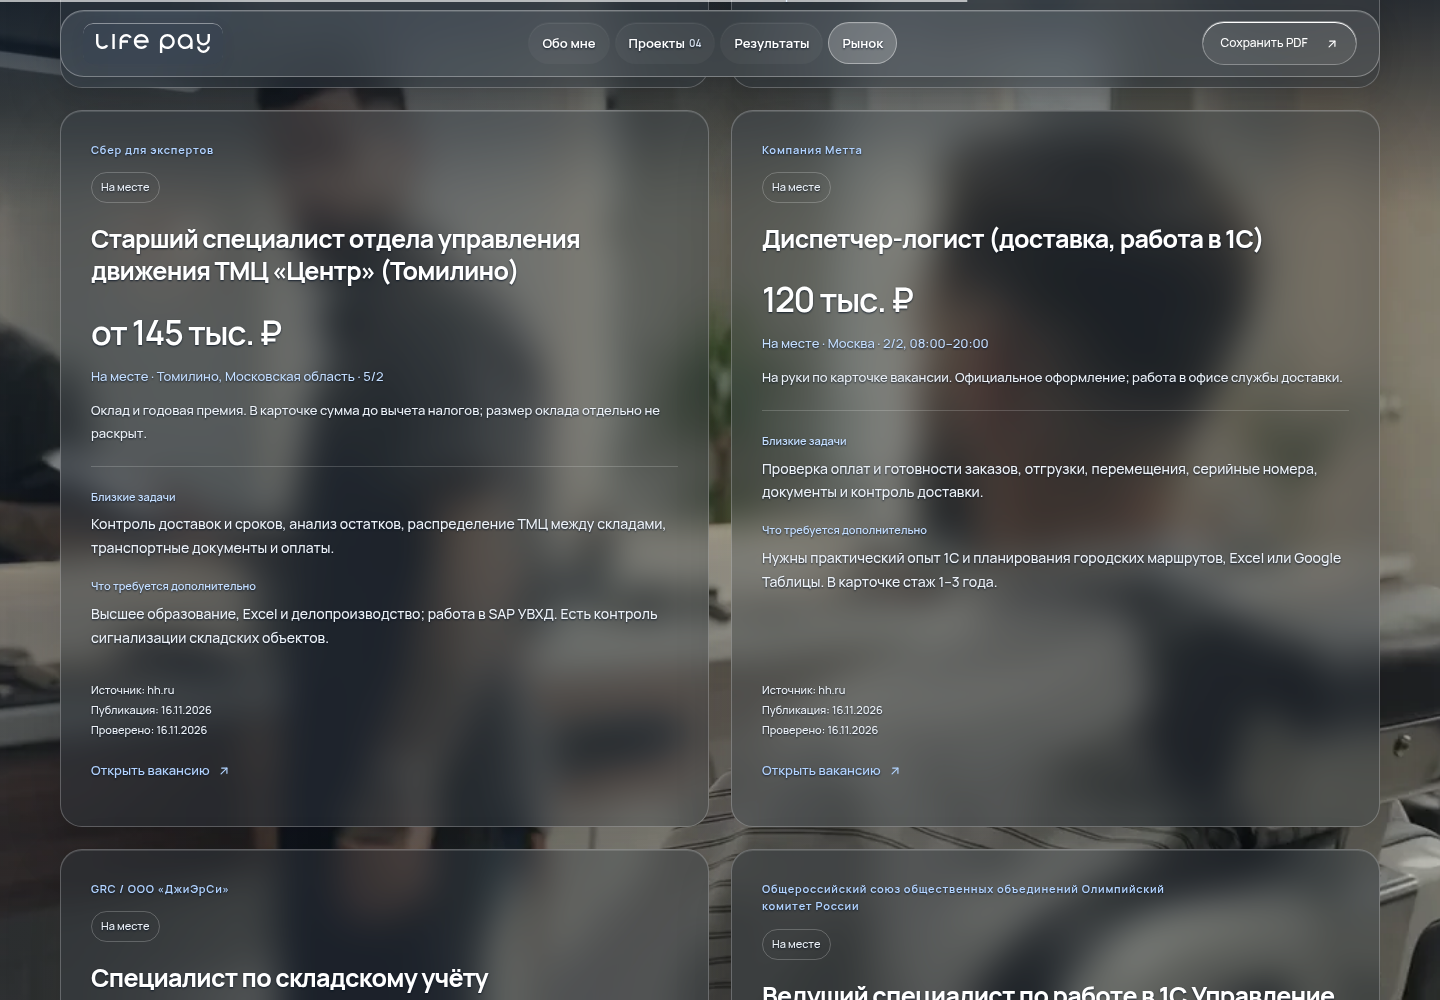 LIFE PAY
Обо мне
Проекты 04
Результаты
Рынок
Сохранить PDF
Сбер для экспертов
На месте
Старший специалист отдела управления
движения ТМЦ «Центр» (Томилино)
от 145 тыс. ₽
На месте · Томилино, Московская область · 5/2
Оклад и годовая премия. В карточке сумма до вычета налогов; размер оклада отдельно не
раскрыт.
Близкие задачи
Контроль доставок и сроков, анализ остатков, распределение ТМЦ между складами,
транспортные документы и оплаты.
Что требуется дополнительно
Высшее образование, Excel и делопроизводство; работа в SAP УВХД. Есть контроль
сигнализации складских объектов.
Источник: hh.ru
Публикация: 16.11.2026
Проверено: 16.11.2026
Открыть вакансию
Компания Метта
На месте
Диспетчер-логист (доставка, работа в 1С)
120 тыс. ₽
На месте · Москва · 2/2, 08:00–20:00
На руки по карточке вакансии. Официальное оформление; работа в офисе службы доставки.
Близкие задачи
Проверка оплат и готовности заказов, отгрузки, перемещения, серийные номера,
документы и контроль доставки.
Что требуется дополнительно
Нужны практический опыт 1С и планирования городских маршрутов, Excel или Google
Таблицы. В карточке стаж 1–3 года.
Источник: hh.ru
Публикация: 16.11.2026
Проверено: 16.11.2026
Открыть вакансию
GRC / ООО «ДжиЭрСи»
На месте
Специалист по складскому учёту
Общероссийский союз общественных объединений Олимпийский
комитет России
На месте
Ведущий специалист по работе в 1С Управление